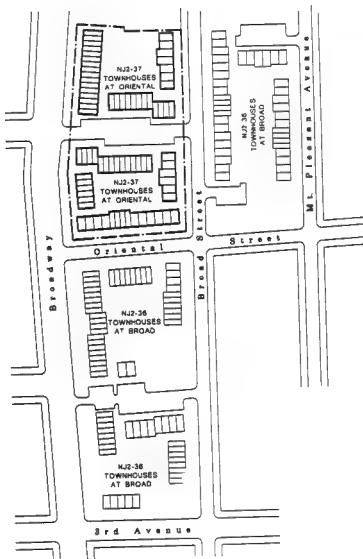 NJ2-37
TOWNHOUSES
AT ORIENTAL
NJ2-36
TOWNHOUSES
AT BROAD
Mt. Pleasant Avenue
NJ2-37
TOWNHOUSES
AT ORIENTAL
Oriental Street
Broad Street
Broadway
NJ2-36
TOWNHOUSES
AT BROAD
NJ2-36
TOWNHOUSES
AT BROAD
3rd Avenue